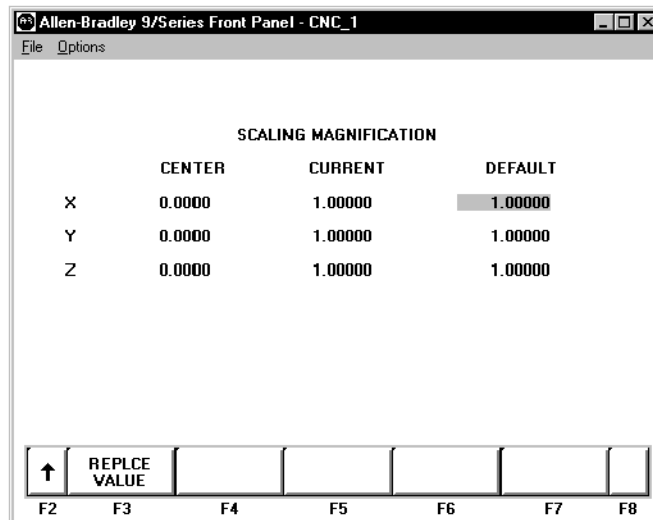 Allen-Bradley 9/Series Front Panel - CNC_1
File Options
SCALING MAGNIFICATION
CENTER CURRENT DEFAULT
X 0.0000 1.00000 1.00000
Y 0.0000 1.00000 1.00000
Z 0.0000 1.00000 1.00000
REPLCE
VALUE
F2 F3 F4 F5 F6 F7 F8